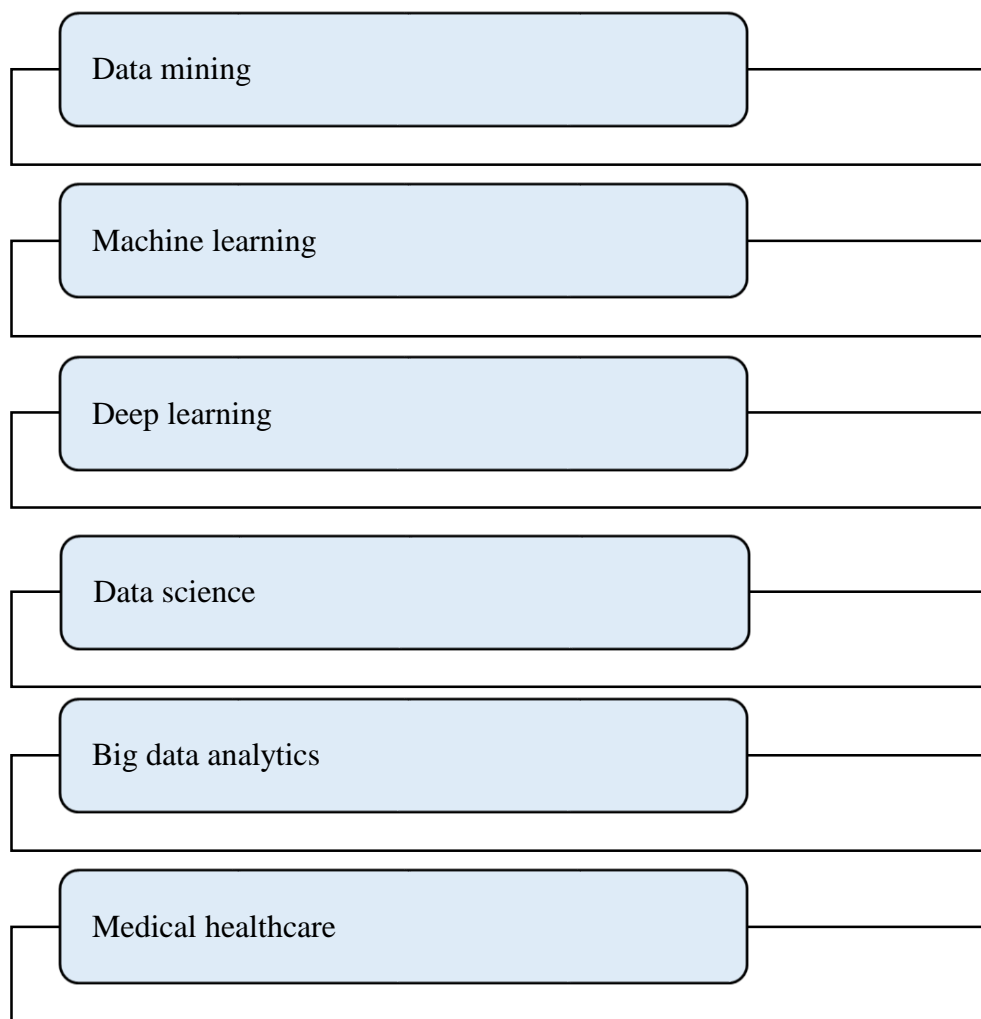 Data mining
Machine learning
Deep learning
Data science
Big data analytics
Medical healthcare